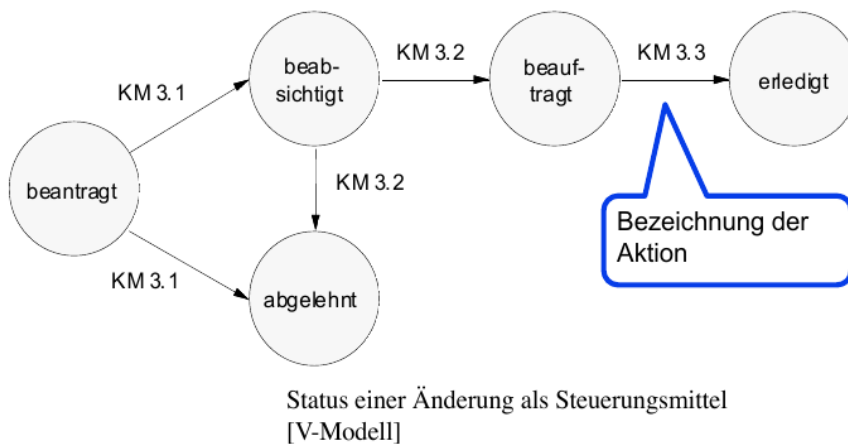 beab-
sichtigt
KM 3.2
beauf-
tragt
KM 3.3
erledigt
KM 3.1
beantragt
KM 3.2
Bezeichnung der
Aktion
KM 3.1
abgelehnt
Status einer Änderung als Steuerungsmittel
[V-Modell]